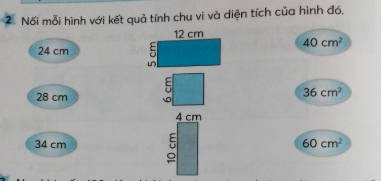 2 Nối mỗi hình với kết quả tính chu vi và diện tích của hình đó.
12 cm
24 cm
5 cm
40 cm²
28 cm
6 cm
36 cm²
4 cm
34 cm
10 cm
60 cm²